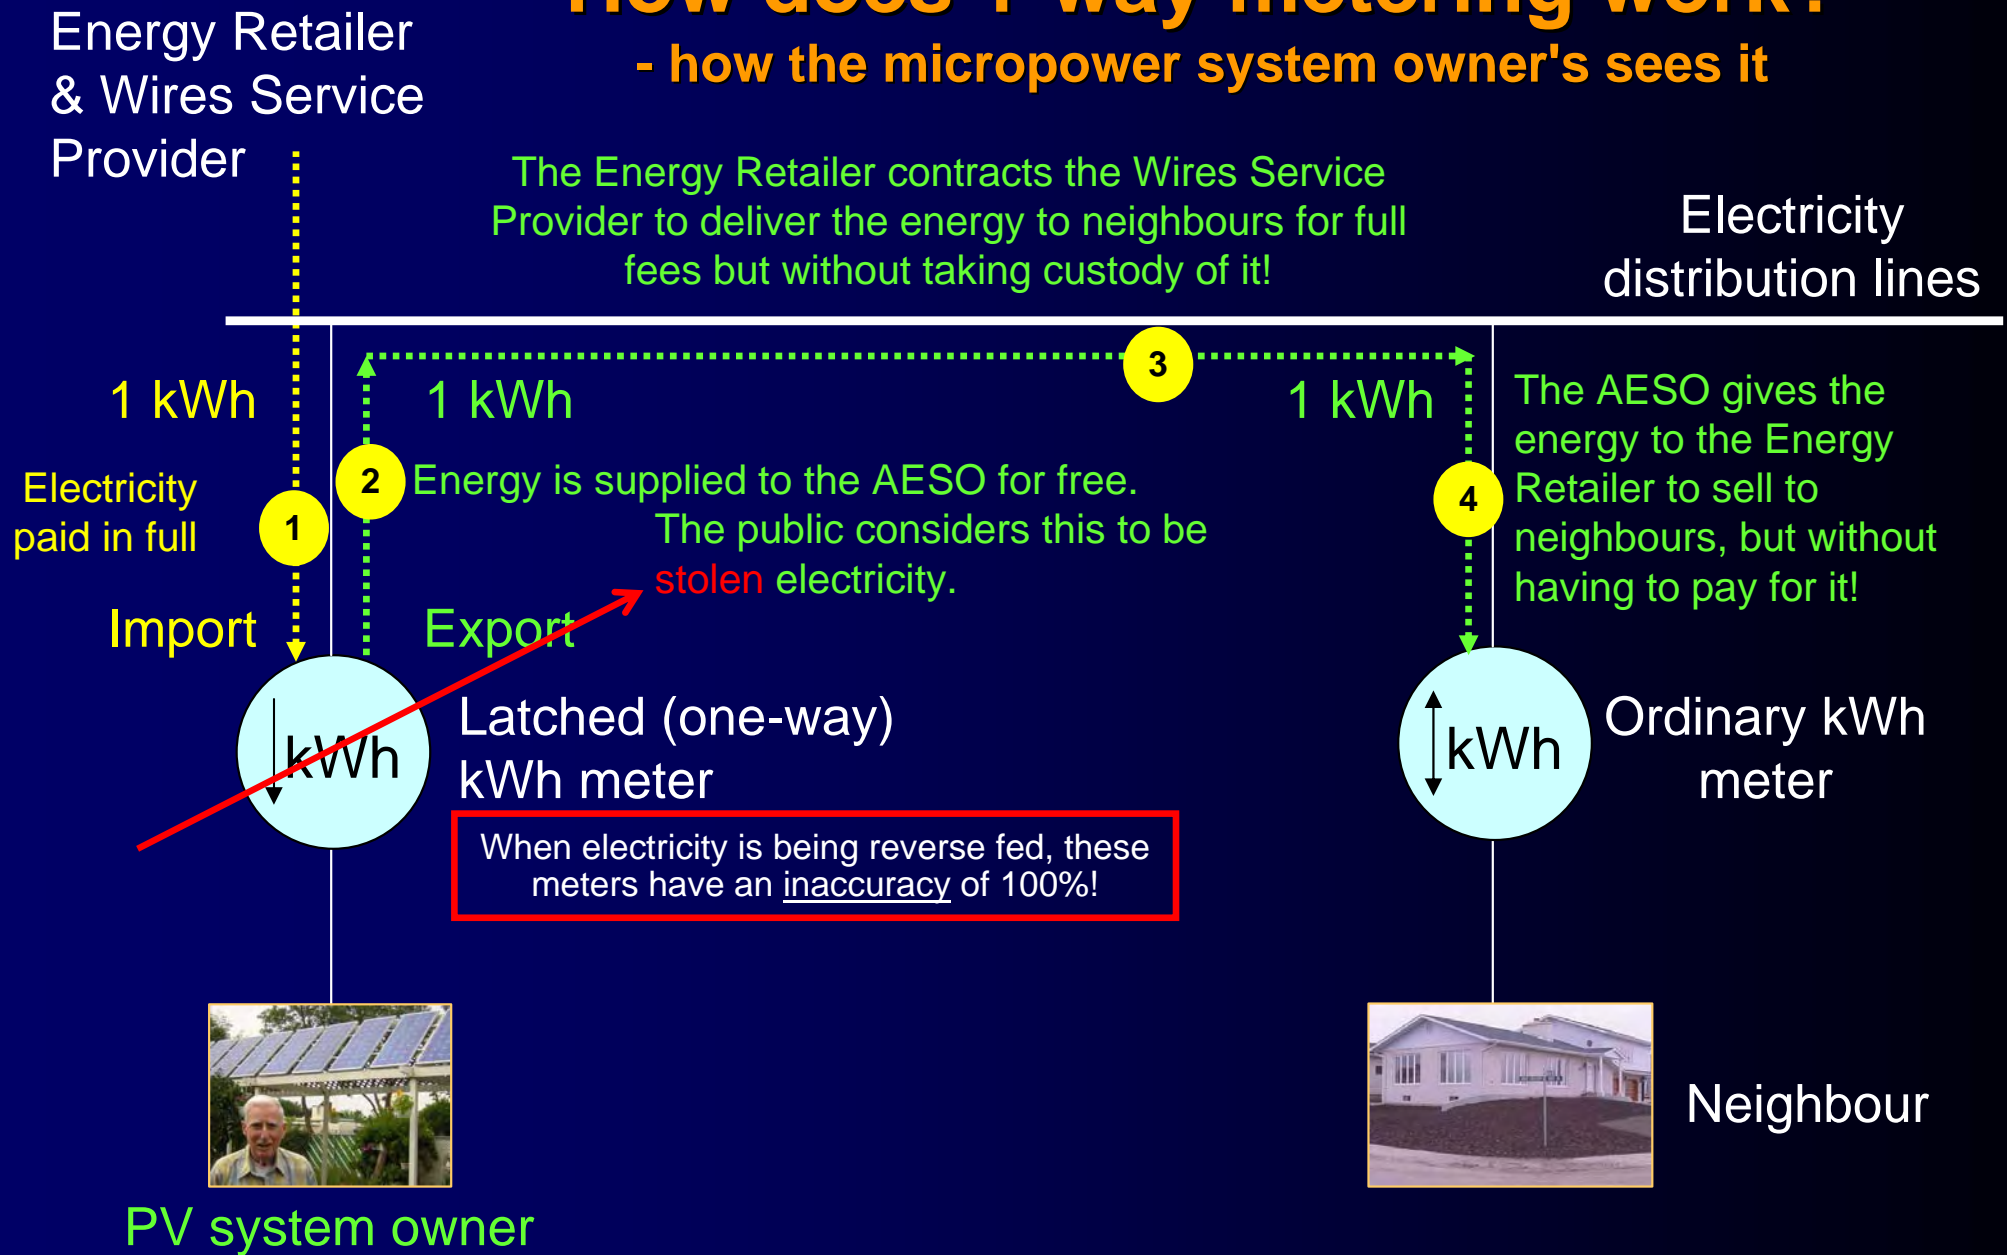 How does 1 way metering work?
- how the micropower system owner's sees it
Energy Retailer
& Wires Service
Provider
The Energy Retailer contracts the Wires Service
Provider to deliver the energy to neighbours for full
fees but without taking custody of it!
Electricity
distribution lines
1 kWh
1 kWh
3
1 kWh
Electricity
paid in full
1
2
Energy is supplied to the AESO for free.
The public considers this to be
stolen electricity.
4
The AESO gives the
energy to the Energy
Retailer to sell to
neighbours, but without
having to pay for it!
Import
Export
kWh
Latched (one-way)
kWh meter
When electricity is being reverse fed, these
meters have an inaccuracy of 100%!
kWh
Ordinary kWh
meter
PV system owner
Neighbour